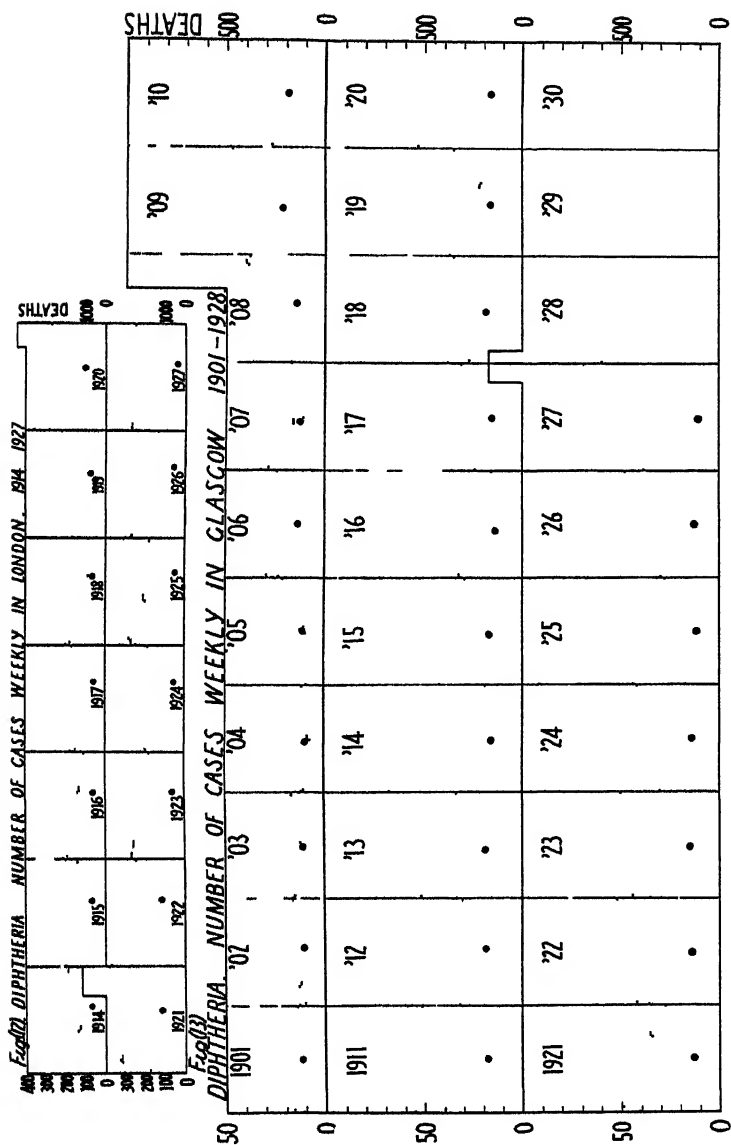 Fig(12) DIPHTHERIA NUMBER OF CASES WEEKLY IN LONDON. 1914 1927
DEATHS
400
300
200
100
0
1914 1915 1916 1917 1918 1919 1920
1000
0
300
200
100
0
1921 1922 1923 1924 1925 1926 1927
1000
0
Fig(13)
DIPHTHERIA. NUMBER OF CASES WEEKLY IN GLASGOW 1901-1928
DEATHS
50
1901 '02 '03 '04 '05 '06 '07 '08 '09 '10
500
0
0
50
1911 '12 '13 '14 '15 '16 '17 '18 '19 '20
500
0
0
50
1921 '22 '23 '24 '25 '26 '27 '28 '29 '30
500
0
0